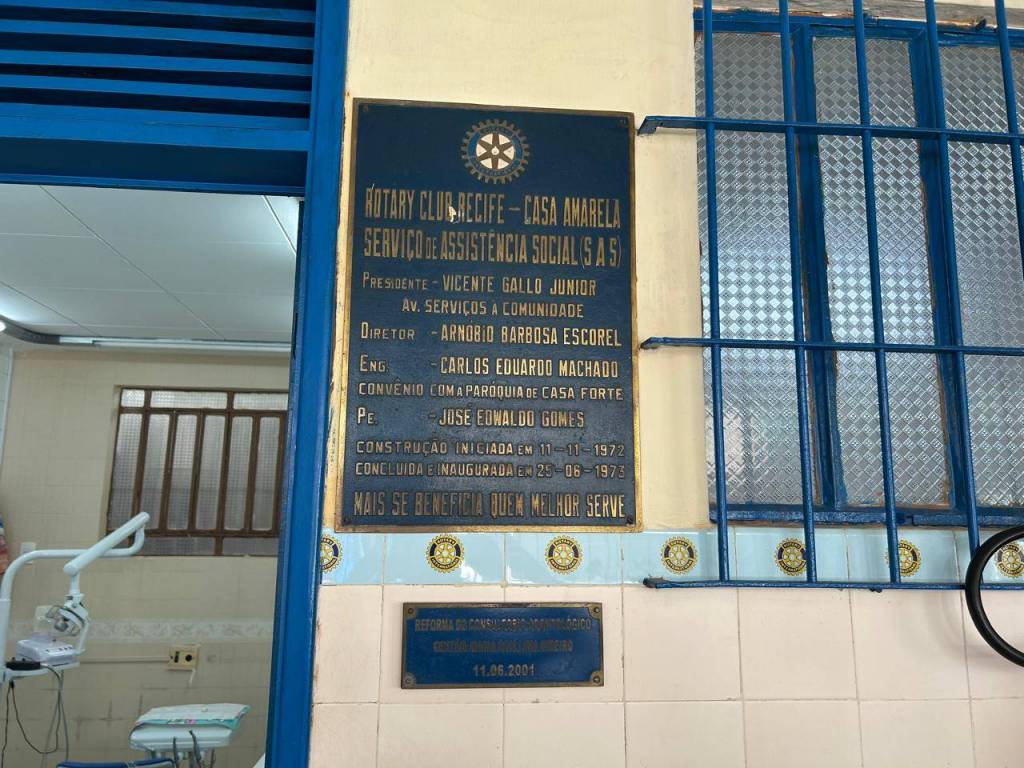 ROTARY CLUB RECIFE - CASA AMARELA
SERVIÇO DE ASSISTÊNCIA SOCIAL (S A S)
PRESIDENTE - VICENTE GALLO JUNIOR
AV. SERVIÇOS À COMUNIDADE
DIRETOR - ARNÓBIO BARBOSA ESCOREL
ENG. - CARLOS EDUARDO MACHADO
CONVÊNIO COM A PARÓQUIA DE CASA FORTE
PE. - JOSÉ EDWALDO GOMES
CONSTRUÇÃO INICIADA EM 11-11-1972
CONCLUIDA E INAUGURADA EM 25-06-1973
MAIS SE BENEFICIA QUEM MELHOR SERVE
REFORMA DO CONSULTÓRIO ODONTOLÓGICO
11.06.2001